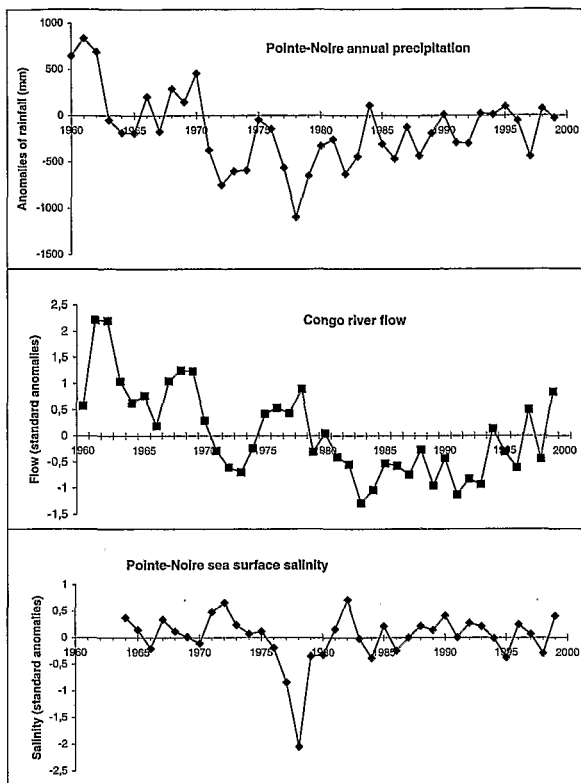 Pointe-Noire annual precipitation
Anomalies of rainfall (mm)
1000
500
0
-500
-1000
-1500
1960 1965 1970 1975 1980 1985 1990 1995 2000
Congo river flow
Flow (standard anomalies)
2,5
2
1,5
1
0,5
0
-0,5
-1
-1,5
1960 1965 1970 1975 1980 1985 1990 1995 2000
Pointe-Noire sea surface salinity
Salinity (standard anomalies)
1
0,5
0
-0,5
-1
-1,5
-2
-2,5
1960 1965 1970 1975 1980 1985 1990 1995 2000